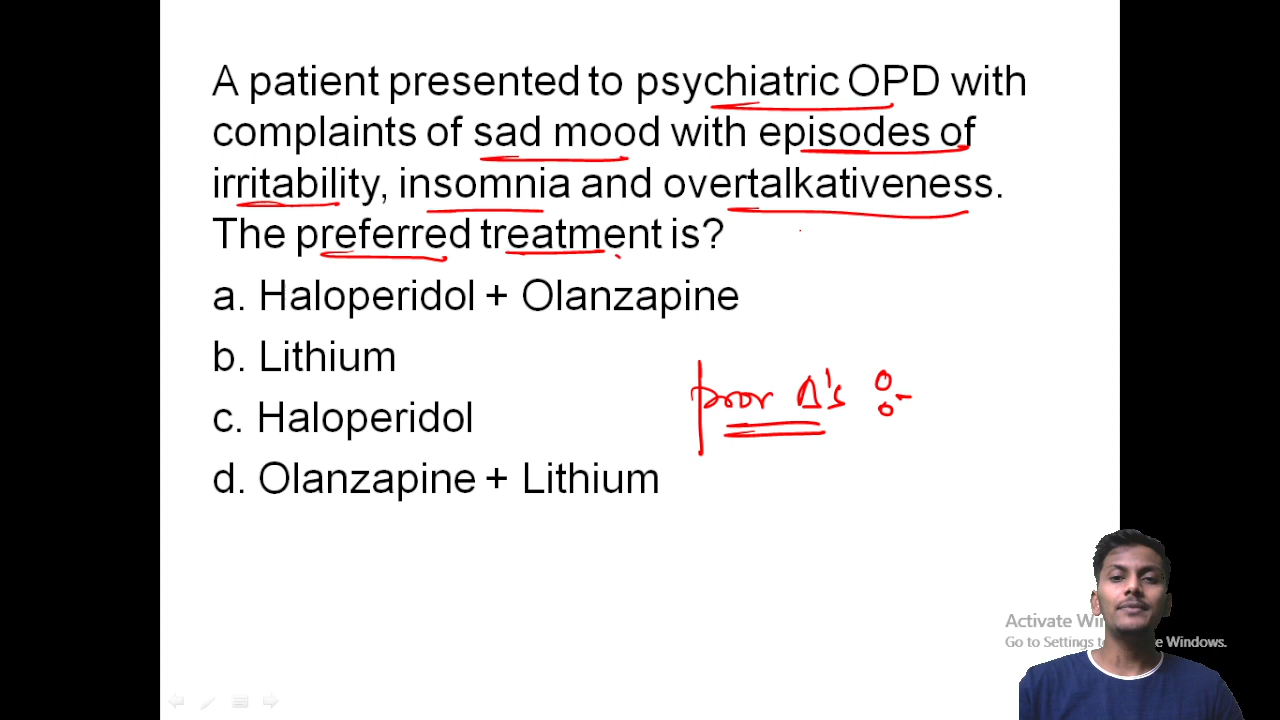 A patient presented to psychiatric OPD with
complaints of sad mood with episodes of
irritability, insomnia and overtalkativeness.
The preferred treatment is?
a. Haloperidol + Olanzapine
b. Lithium
c. Haloperidol
d. Olanzapine + Lithium
Δ's
Activate
Go to Settings Windows.